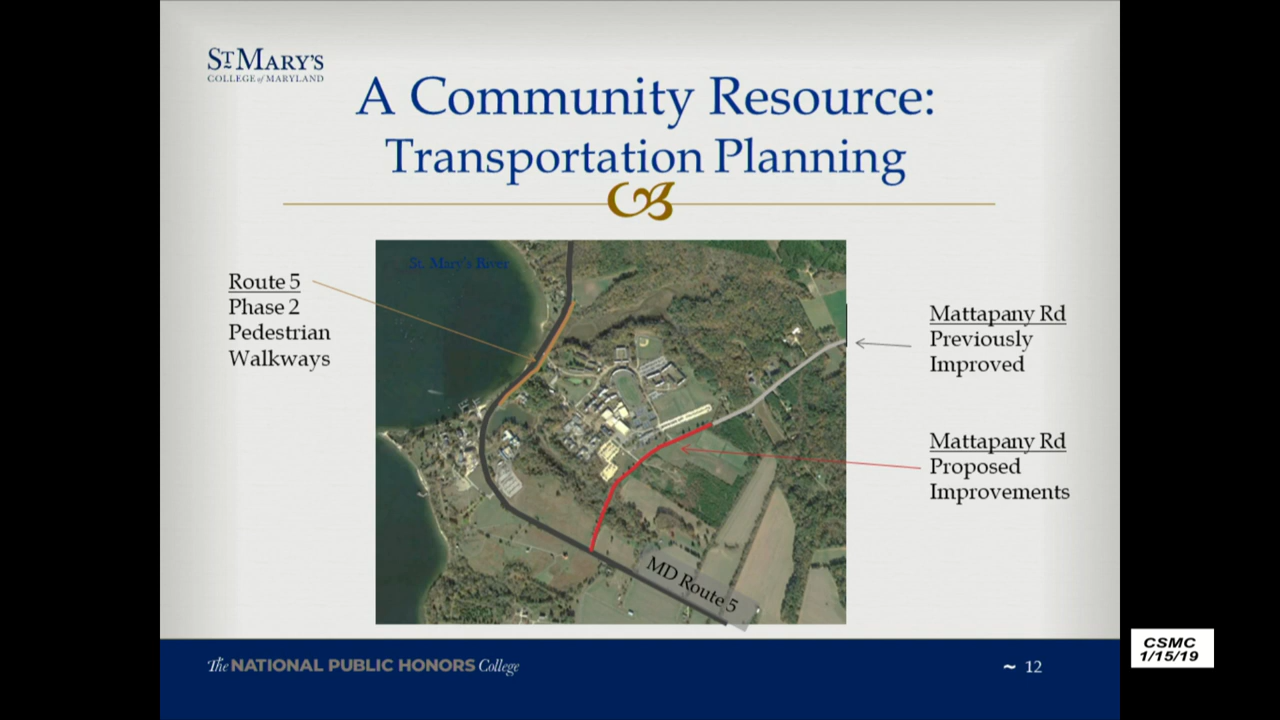 ST MARY'S
COLLEGE of MARYLAND
A Community Resource:
Transportation Planning
St. Mary's River
Route 5
Phase 2
Pedestrian
Walkways
Mattapany Rd
Previously
Improved
Mattapany Rd
Proposed
Improvements
MD Route 5
The NATIONAL PUBLIC HONORS College
~ 12
CSMC
1/15/19